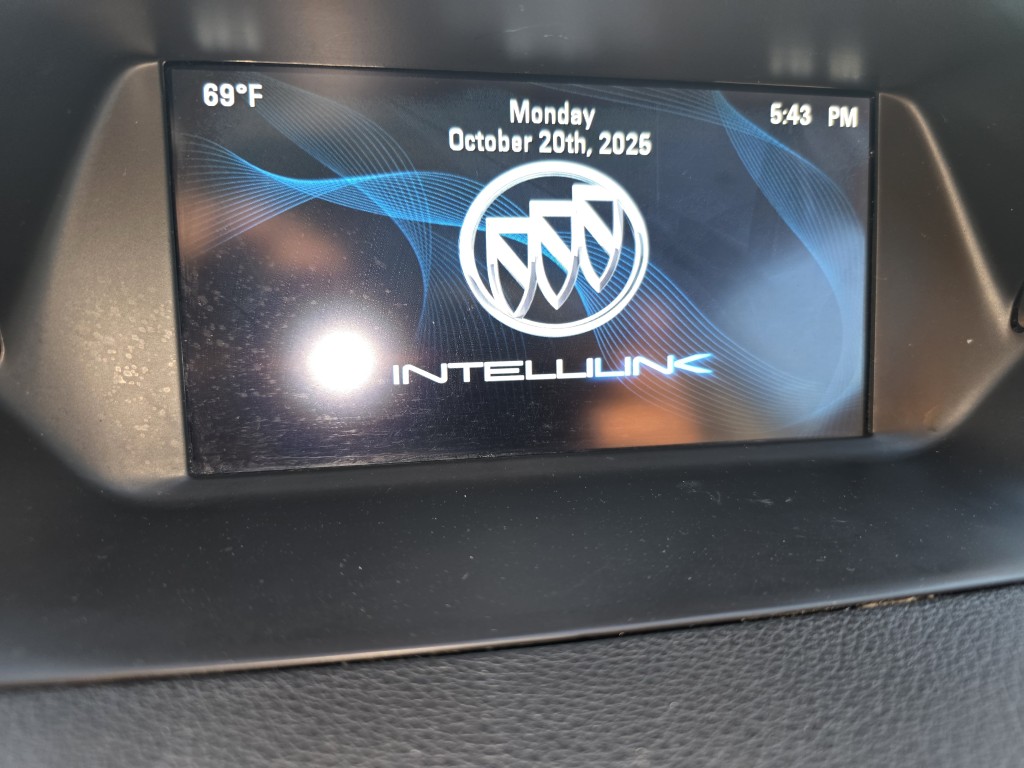 69°F
Monday
October 20th, 2025
5:43 PM
INTELLILINK